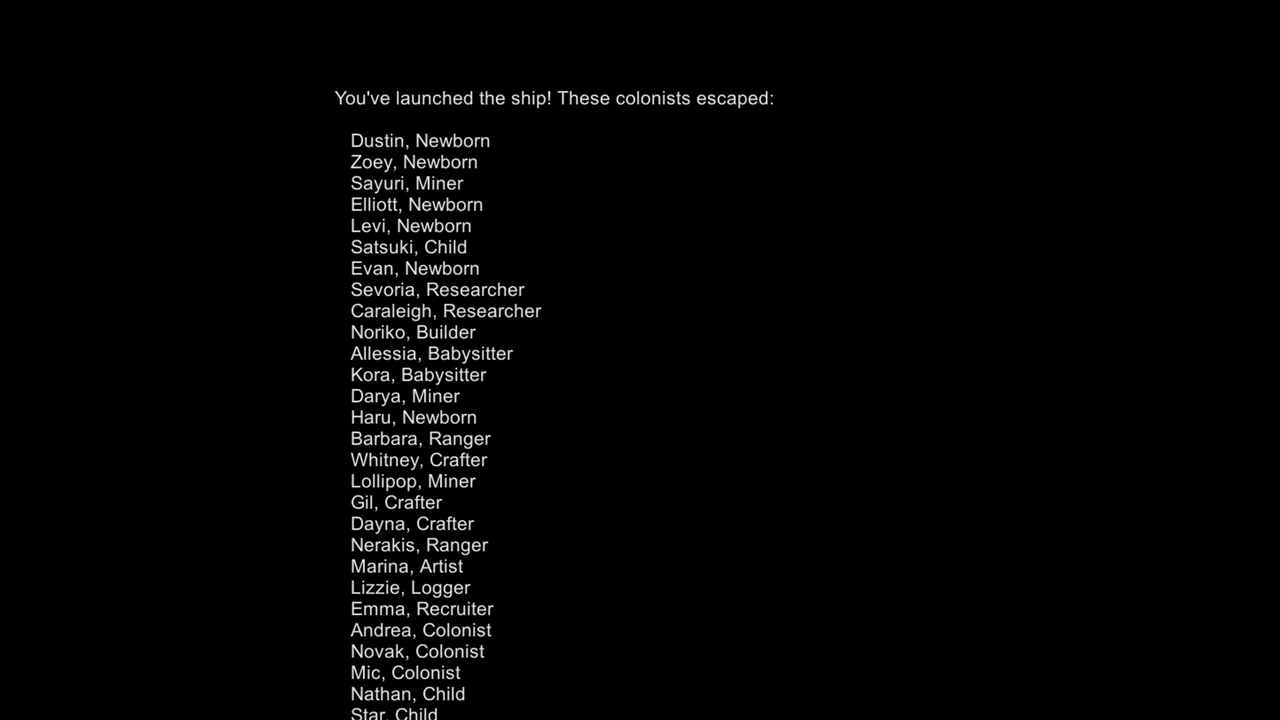 You've launched the ship! These colonists escaped:
Dustin, Newborn
Zoey, Newborn
Sayuri, Miner
Elliott, Newborn
Levi, Newborn
Satsuki, Child
Evan, Newborn
Sevoria, Researcher
Caraleigh, Researcher
Noriko, Builder
Allessia, Babysitter
Kora, Babysitter
Darya, Miner
Haru, Newborn
Barbara, Ranger
Whitney, Crafter
Lollipop, Miner
Gil, Crafter
Dayna, Crafter
Nerakis, Ranger
Marina, Artist
Lizzie, Logger
Emma, Recruiter
Andrea, Colonist
Novak, Colonist
Mic, Colonist
Nathan, Child
Star, Child